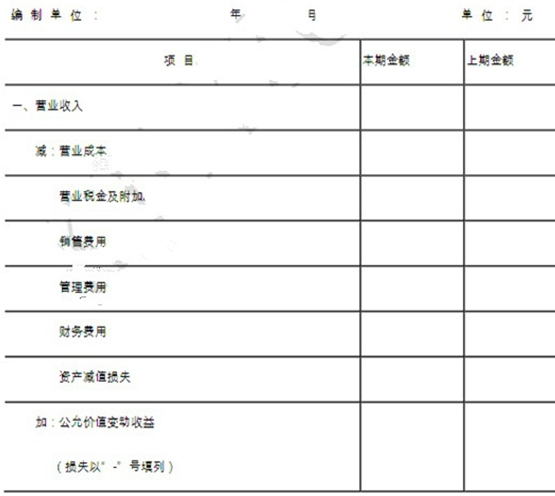 编制单位： 年 月 单位：元
项 目 本期金额 上期金额
一、营业收入
减：营业成本
营业税金及附加
销售费用
管理费用
财务费用
资产减值损失
加：公允价值变动收益
（损失以“-”号填列）